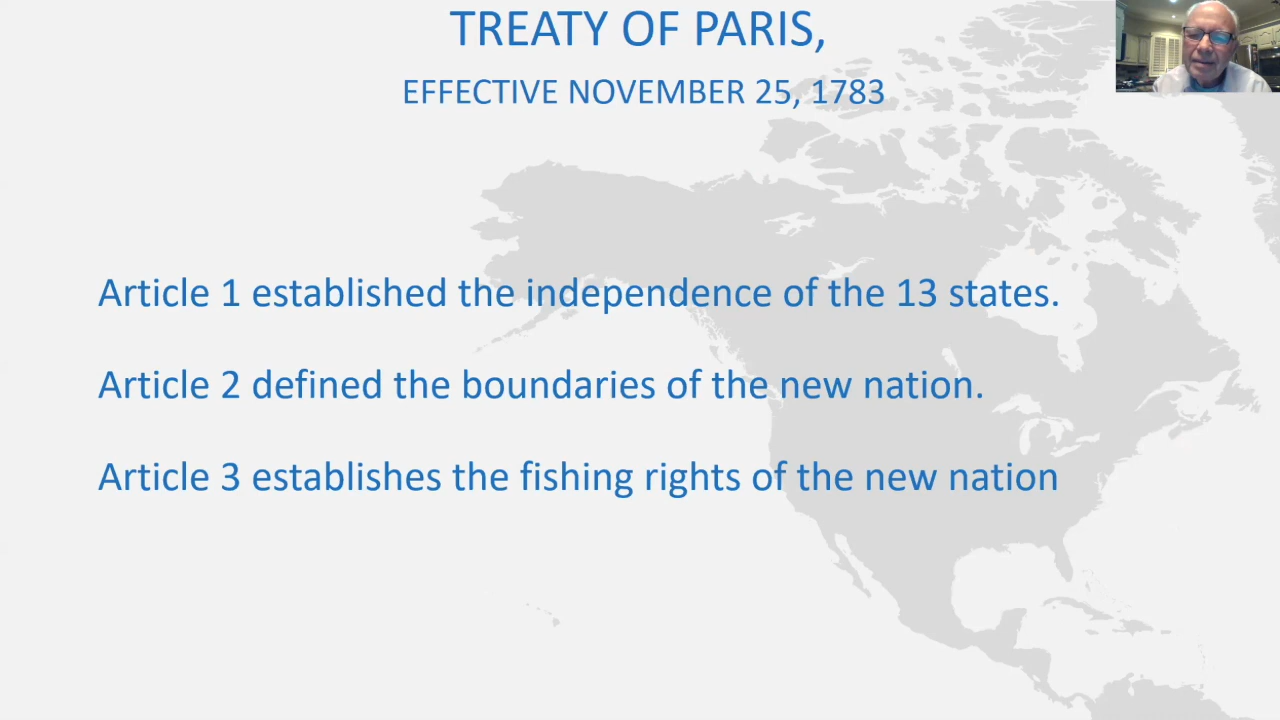 TREATY OF PARIS,
EFFECTIVE NOVEMBER 25, 1783
Article 1 established the independence of the 13 states.
Article 2 defined the boundaries of the new nation.
Article 3 establishes the fishing rights of the new nation